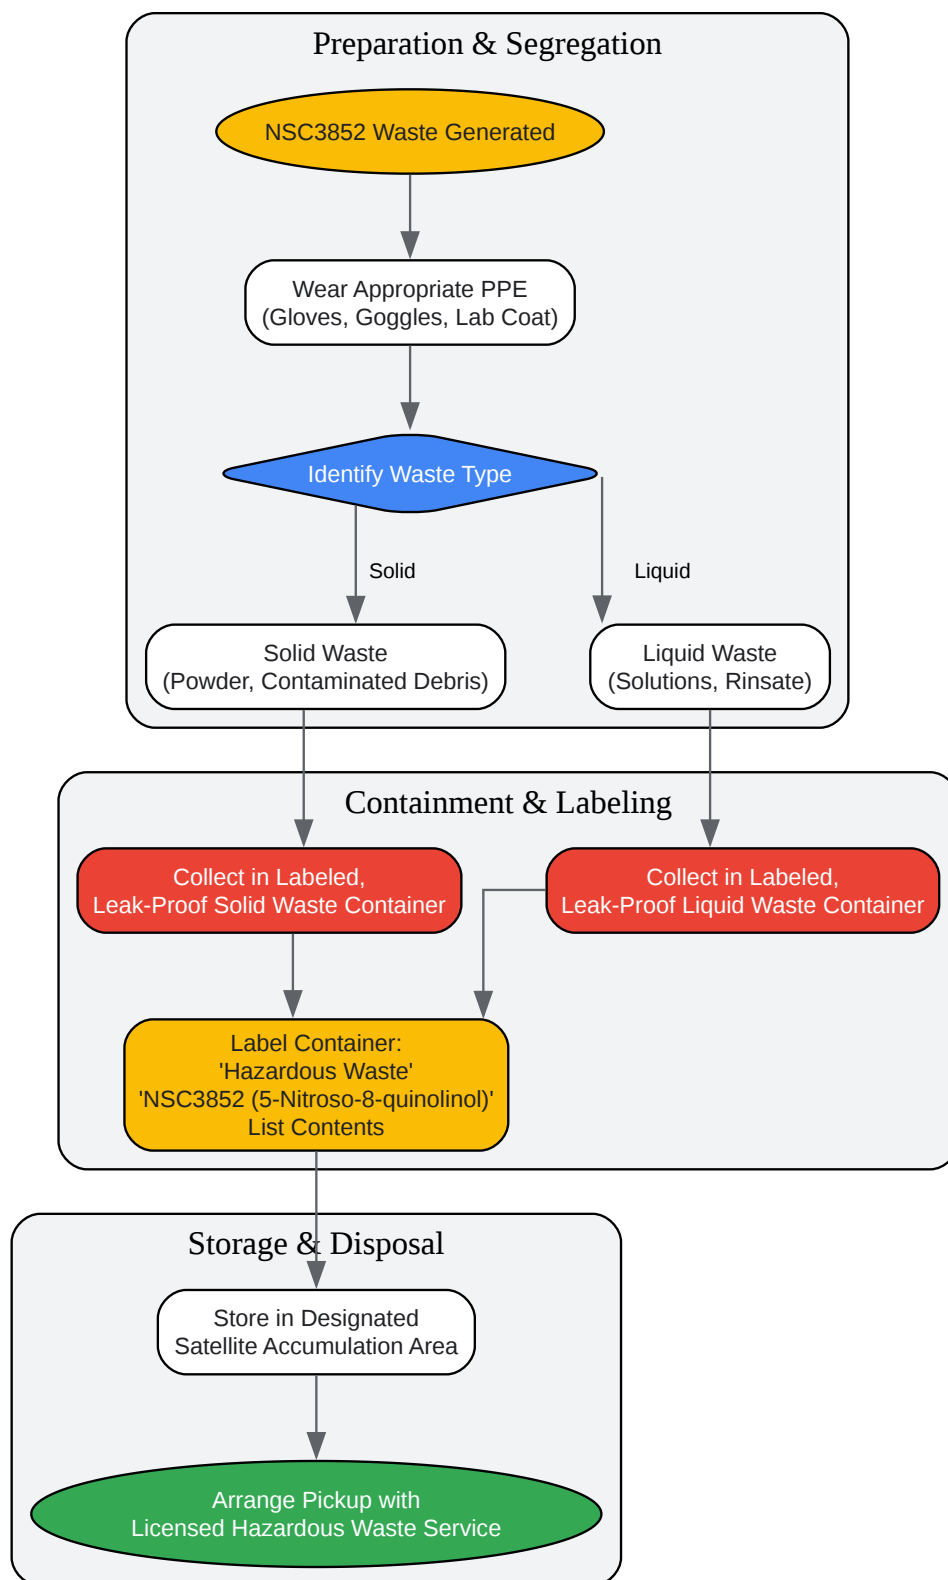 Preparation & Segregation
NSC3852 Waste Generated
Wear Appropriate PPE
(Gloves, Goggles, Lab Coat)
Identify Waste Type
Solid
Liquid
Solid Waste
(Powder, Contaminated Debris)
Liquid Waste
(Solutions, Rinsate)
Containment & Labeling
Collect in Labeled,
Leak-Proof Solid Waste Container
Collect in Labeled,
Leak-Proof Liquid Waste Container
Label Container:
'Hazardous Waste'
'NSC3852 (5-Nitroso-8-quinolinol)'
List Contents
Storage & Disposal
Store in Designated
Satellite Accumulation Area
Arrange Pickup with
Licensed Hazardous Waste Service